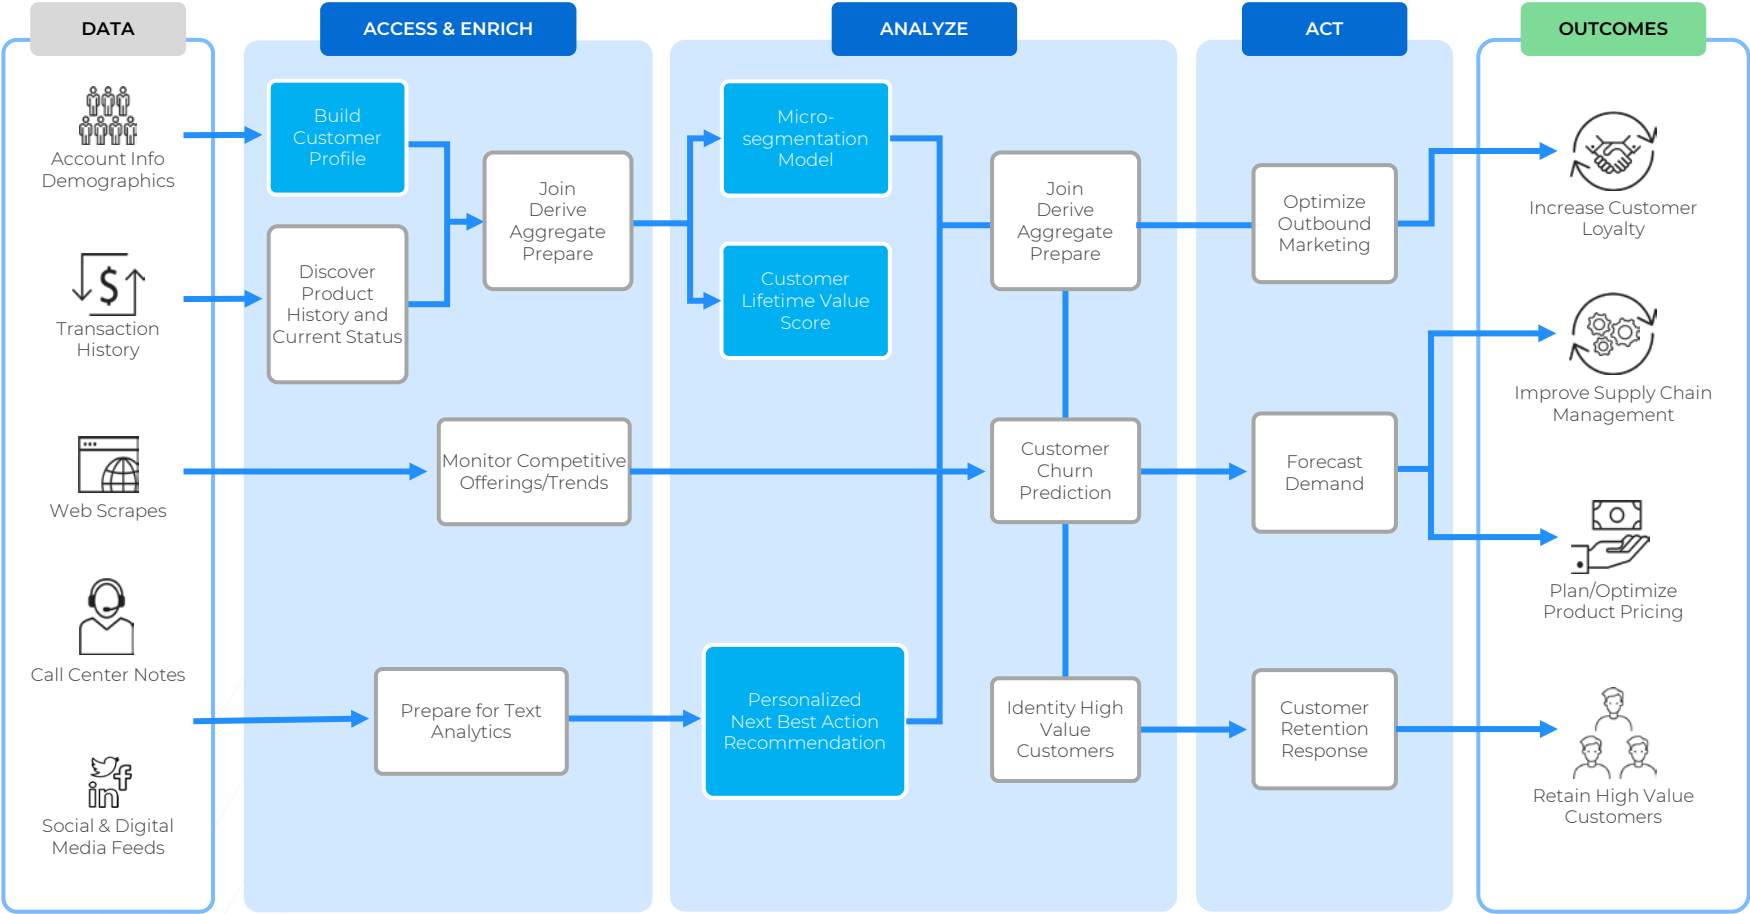 DATA
ACCESS & ENRICH
ANALYZE
ACT
OUTCOMES
Account Info
Demographics
Transaction
History
Web Scrapes
Call Center Notes
in
f
Social & Digital
Media Feeds
Build
Customer
Profile
Discover
Product
History and
Current Status
Join
Derive
Aggregate
Prepare
Monitor Competitive
Offerings/Trends
Prepare for Text
Analytics
Micro-
segmentation
Model
Customer
Lifetime Value
Score
Personalized
Next Best Action
Recommendation
Join
Derive
Aggregate
Prepare
Customer
Churn
Prediction
Identity High
Value
Customers
Optimize
Outbound
Marketing
Forecast
Demand
Customer
Retention
Response
Increase Customer
Loyalty
Improve Supply Chain
Management
Plan/Optimize
Product Pricing
Retain High Value
Customers